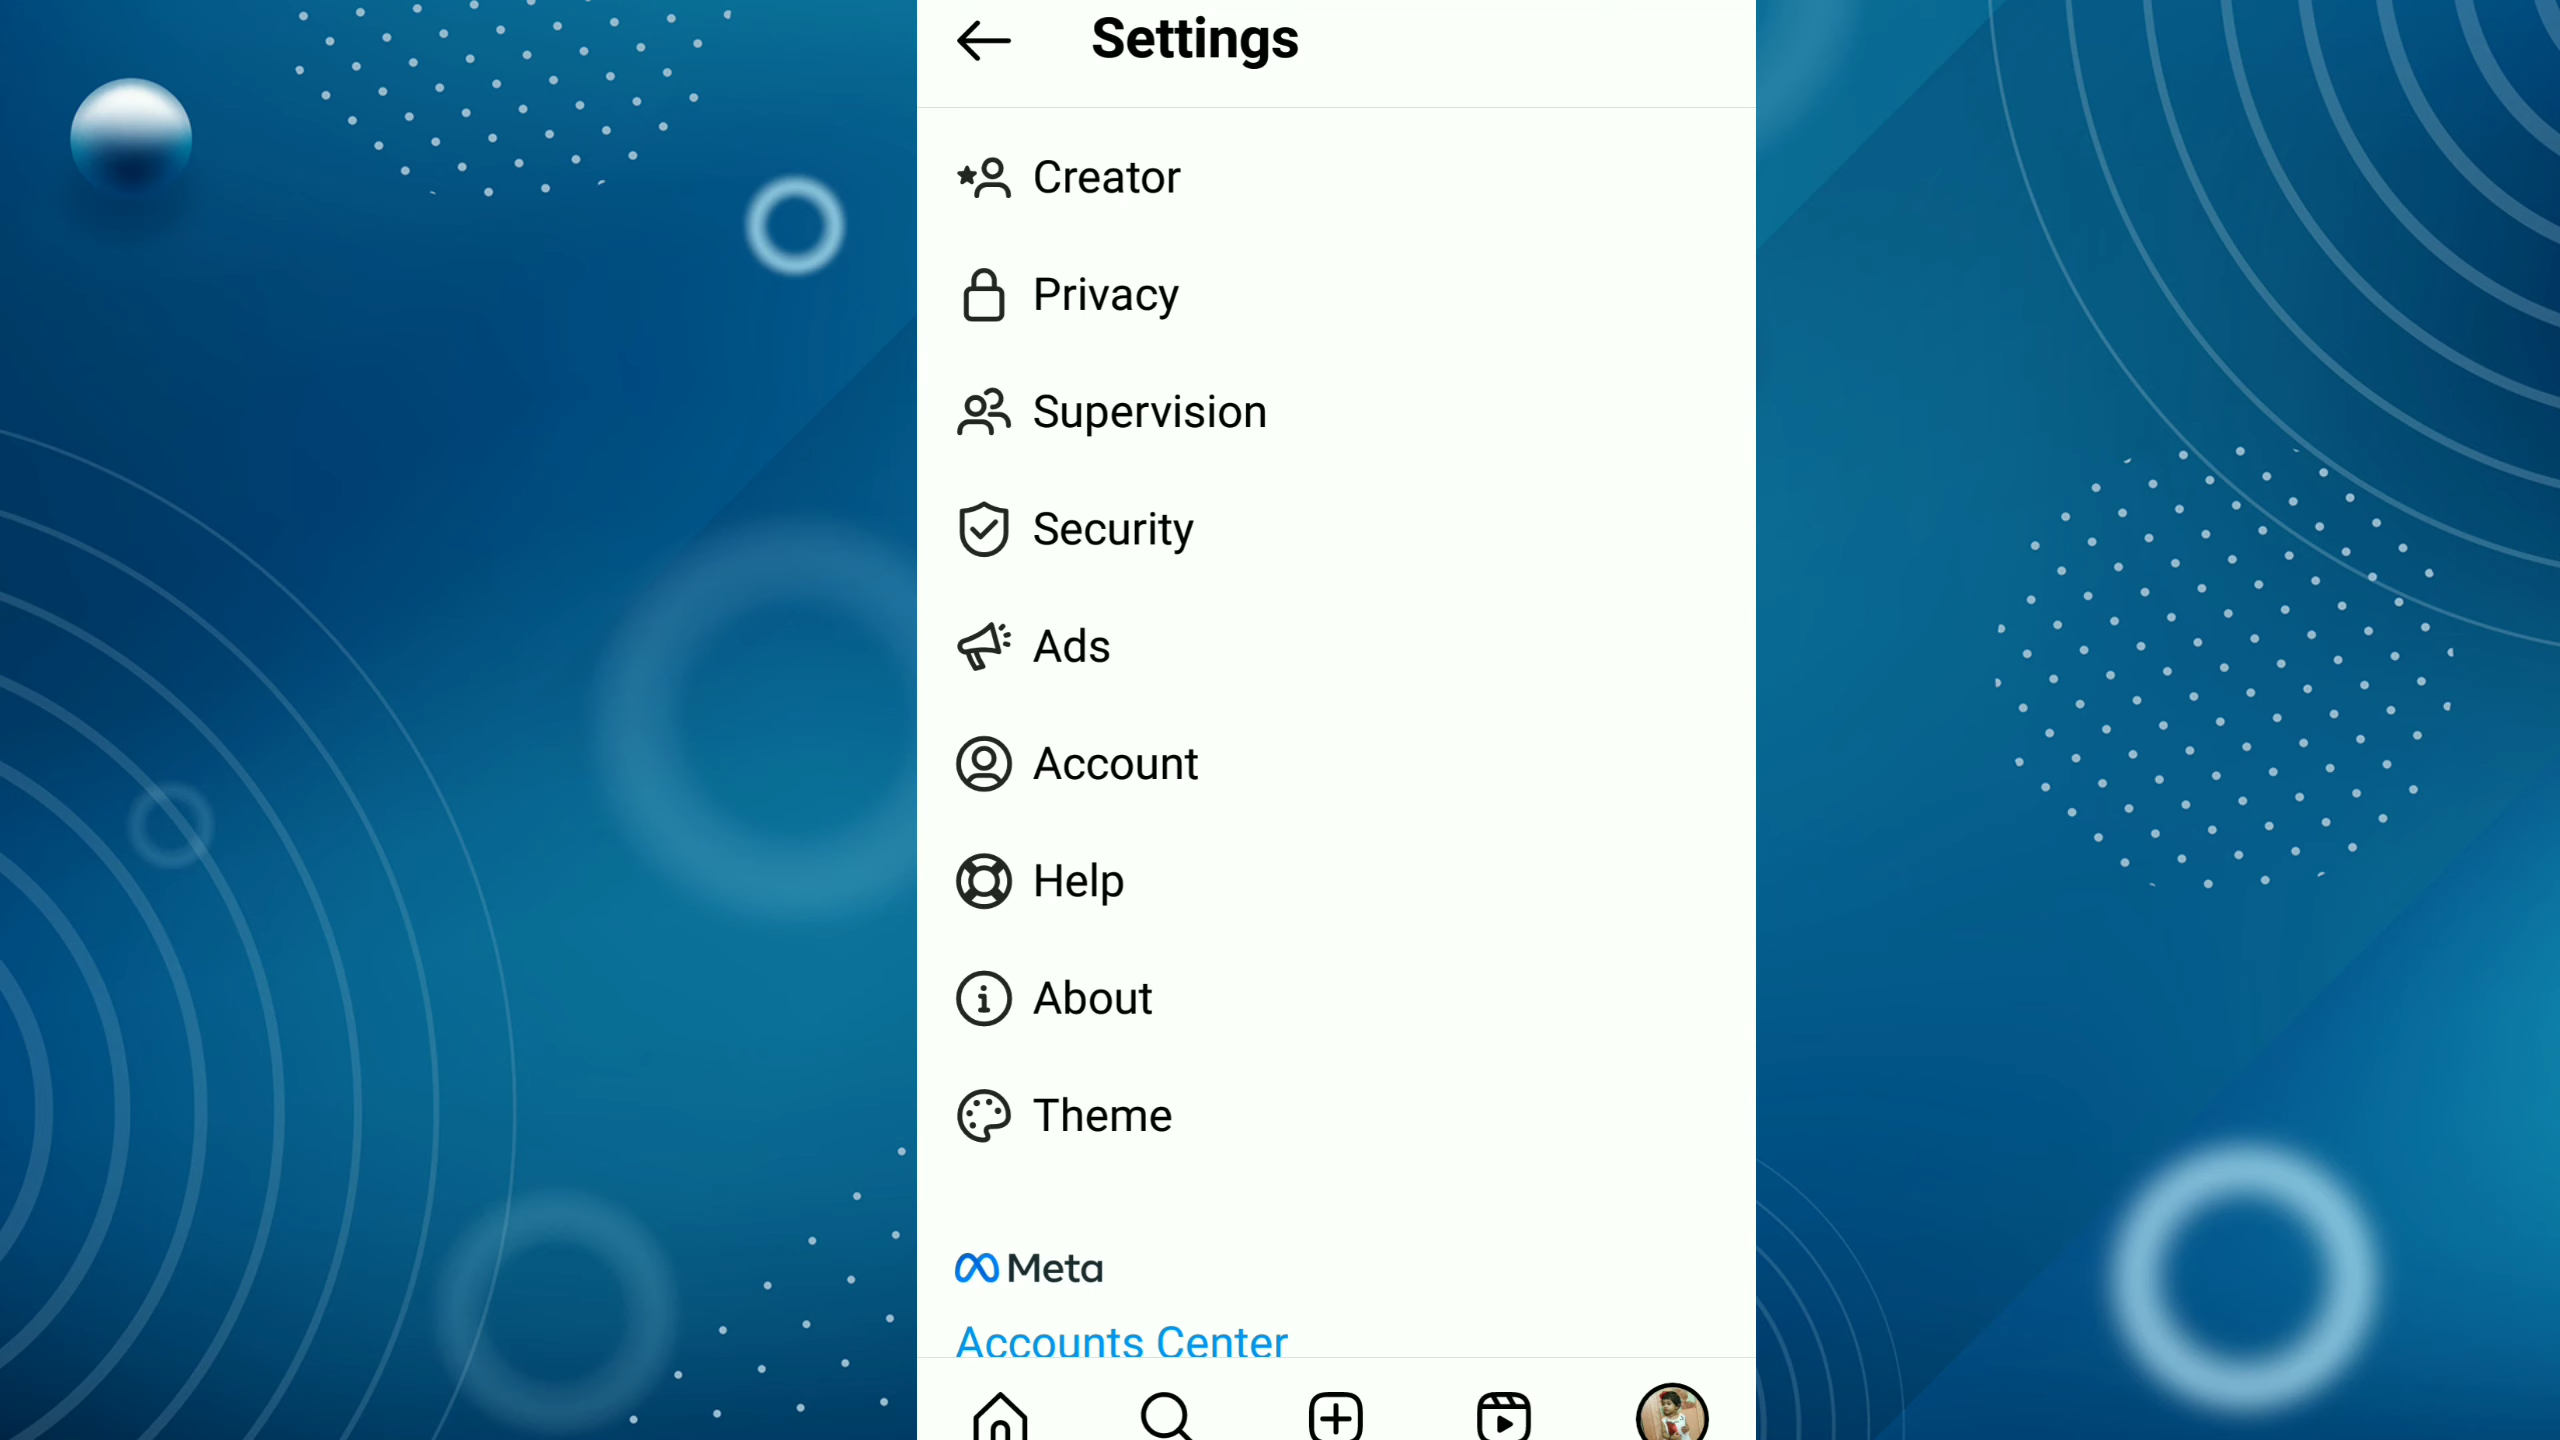 Settings
Creator
Privacy
Supervision
Security
Ads
Account
Help
About
Theme
Meta
Accounts Center